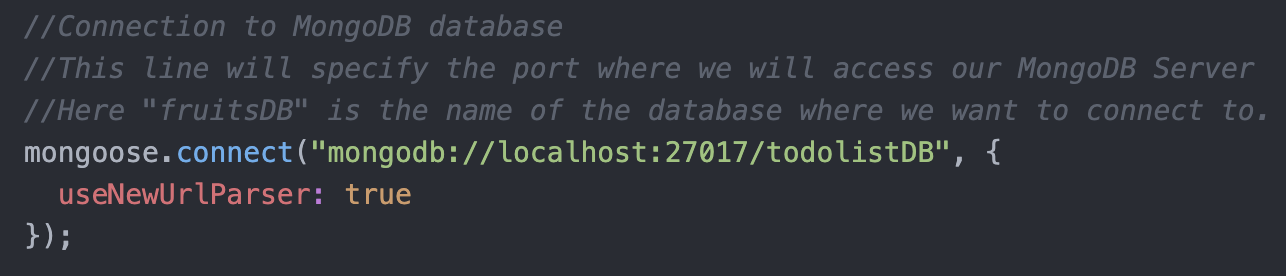 //Connection to MongoDB database
//This line will specify the port where we will access our MongoDB Server
//Here "fruitsDB" is the name of the database where we want to connect to.
mongoose.connect("mongodb://localhost:27017/todolistDB", {
  useNewUrlParser: true
});